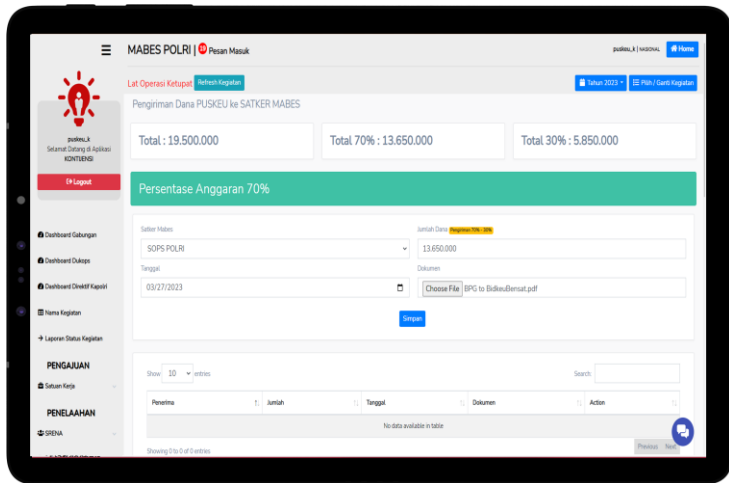 MABES POLRI | 19 Pesan Masuk
puskeu_k | NASIONAL Home
Lat Operasi Ketupat Refresh Kegiatan
Tahun 2023 Pilih / Ganti Kegiatan
Pengiriman Dana PUSKEU ke SATKER MABES
puskeu_k
Selamat Datang di Aplikasi
KONTIJENSI
Logout
Total : 19.500.000
Total 70% : 13.650.000
Total 30% : 5.850.000
Persentase Anggaran 70%
Satker Mabes
Jumlah Dana Pengiriman 70% - 30%
SOPS POLRI
13.650.000
Tanggal
Dokumen
03/27/2023
Choose File BPG to BidkeuBensat.pdf
Simpan
Dashboard Gabungan
Dashboard Dukops
Dashboard Direktif Kapolri
Nama Kegiatan
Laporan Status Kegiatan
PENGAJUAN
Satuan Kerja
PENELAAHAN
SRENA
Show 10 entries
Search:
Penerima Jumlah Tanggal Dokumen Action
No data available in table
Showing 0 to 0 of 0 entries
Previous Next